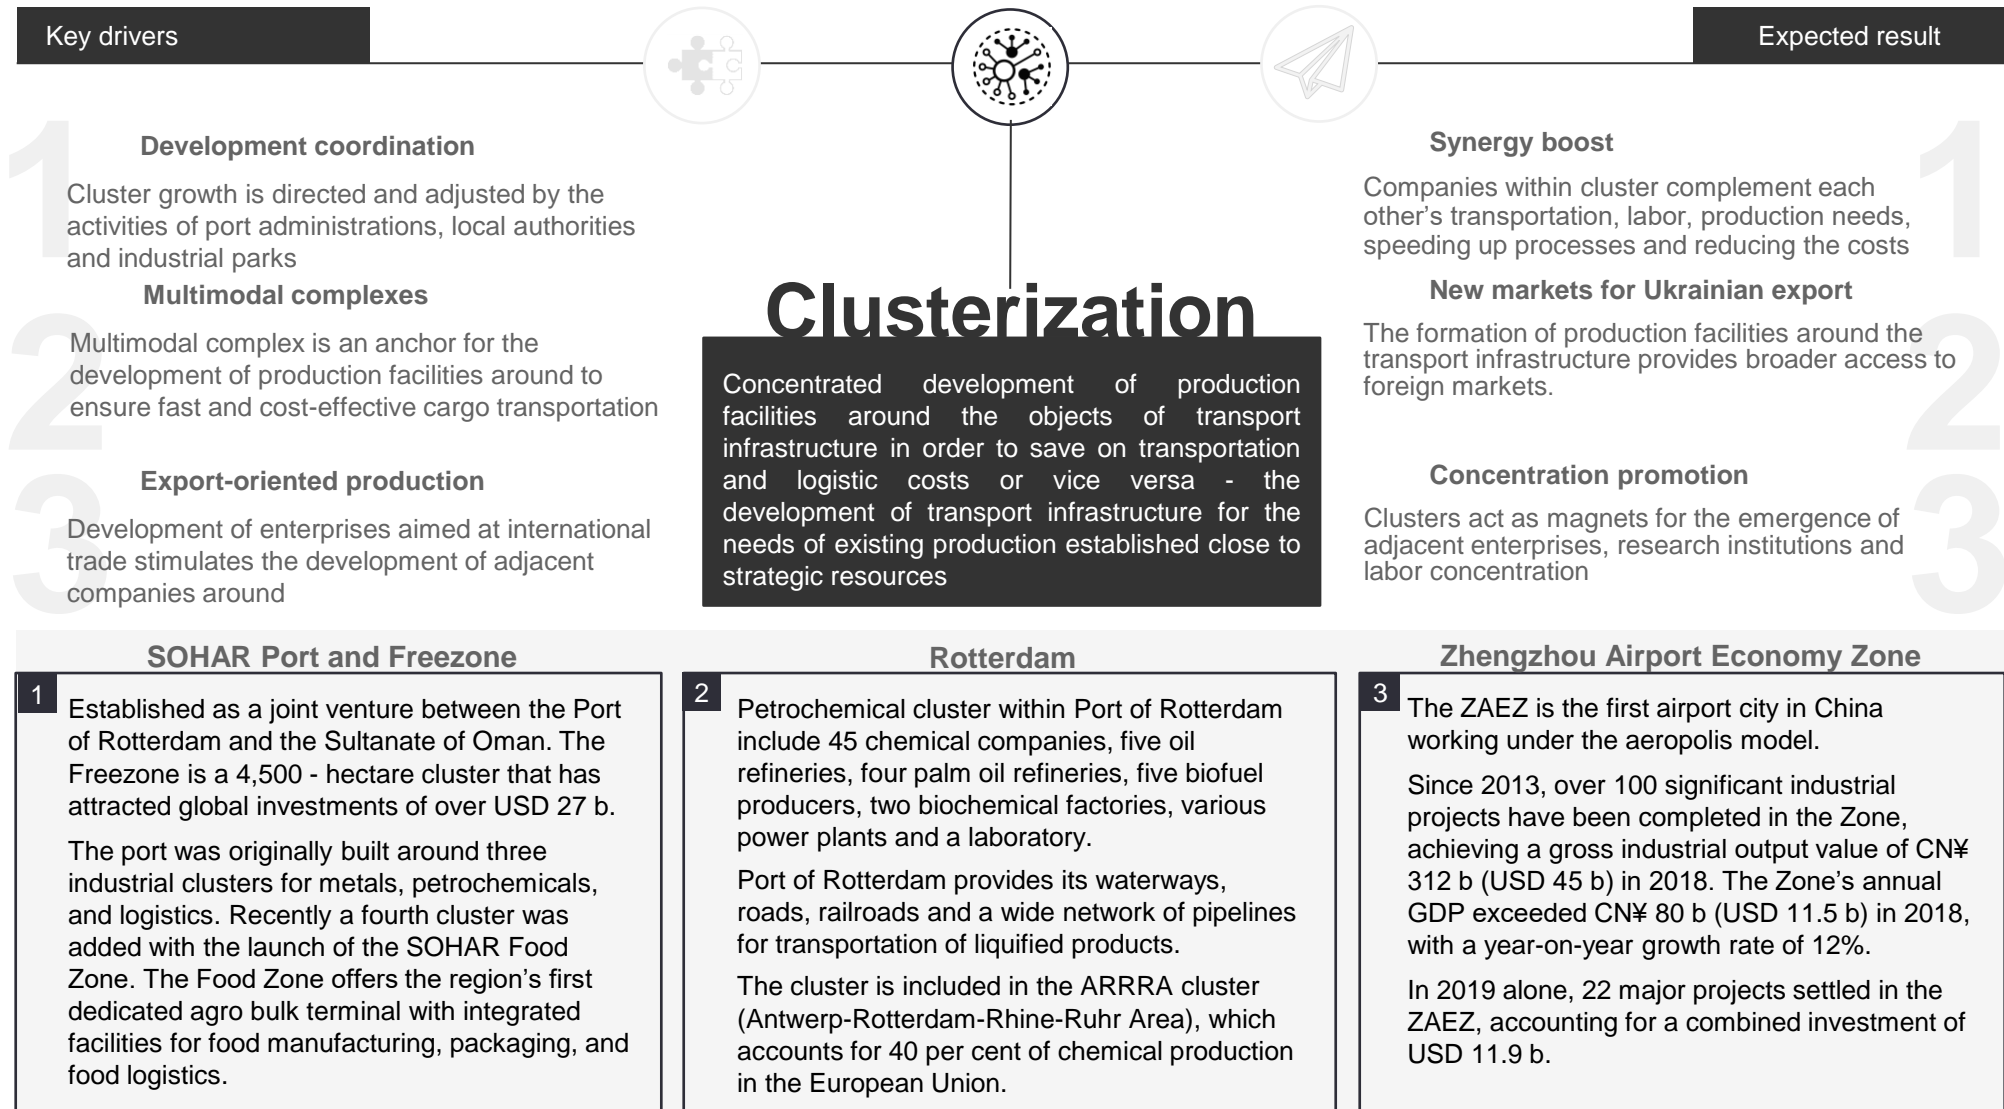 Key drivers
Expected result
1
Development coordination
Cluster growth is directed and adjusted by the
activities of port administrations, local authorities
and industrial parks
2
Multimodal complexes
Multimodal complex is an anchor for the
development of production facilities around to
ensure fast and cost-effective cargo transportation
3
Export-oriented production
Development of enterprises aimed at international
trade stimulates the development of adjacent
companies around
Clusterization
Concentrated development of production
facilities around the objects of transport
infrastructure in order to save on transportation
and logistic costs or vice versa - the
development of transport infrastructure for the
needs of existing production established close to
strategic resources
1
Synergy boost
Companies within cluster complement each
other’s transportation, labor, production needs,
speeding up processes and reducing the costs
2
New markets for Ukrainian export
The formation of production facilities around the
transport infrastructure provides broader access to
foreign markets.
3
Concentration promotion
Clusters act as magnets for the emergence of
adjacent enterprises, research institutions and
labor concentration
SOHAR Port and Freezone
1
Established as a joint venture between the Port
of Rotterdam and the Sultanate of Oman. The
Freezone is a 4,500 - hectare cluster that has
attracted global investments of over USD 27 b.
The port was originally built around three
industrial clusters for metals, petrochemicals,
and logistics. Recently a fourth cluster was
added with the launch of the SOHAR Food
Zone. The Food Zone offers the region’s first
dedicated agro bulk terminal with integrated
facilities for food manufacturing, packaging, and
food logistics.
Rotterdam
2
Petrochemical cluster within Port of Rotterdam
include 45 chemical companies, five oil
refineries, four palm oil refineries, five biofuel
producers, two biochemical factories, various
power plants and a laboratory.
Port of Rotterdam provides its waterways,
roads, railroads and a wide network of pipelines
for transportation of liquified products.
The cluster is included in the ARRRA cluster
(Antwerp-Rotterdam-Rhine-Ruhr Area), which
accounts for 40 per cent of chemical production
in the European Union.
Zhengzhou Airport Economy Zone
3
The ZAEZ is the first airport city in China
working under the aeropolis model.
Since 2013, over 100 significant industrial
projects have been completed in the Zone,
achieving a gross industrial output value of CN¥
312 b (USD 45 b) in 2018. The Zone’s annual
GDP exceeded CN¥ 80 b (USD 11.5 b) in 2018,
with a year-on-year growth rate of 12%.
In 2019 alone, 22 major projects settled in the
ZAEZ, accounting for a combined investment of
USD 11.9 b.